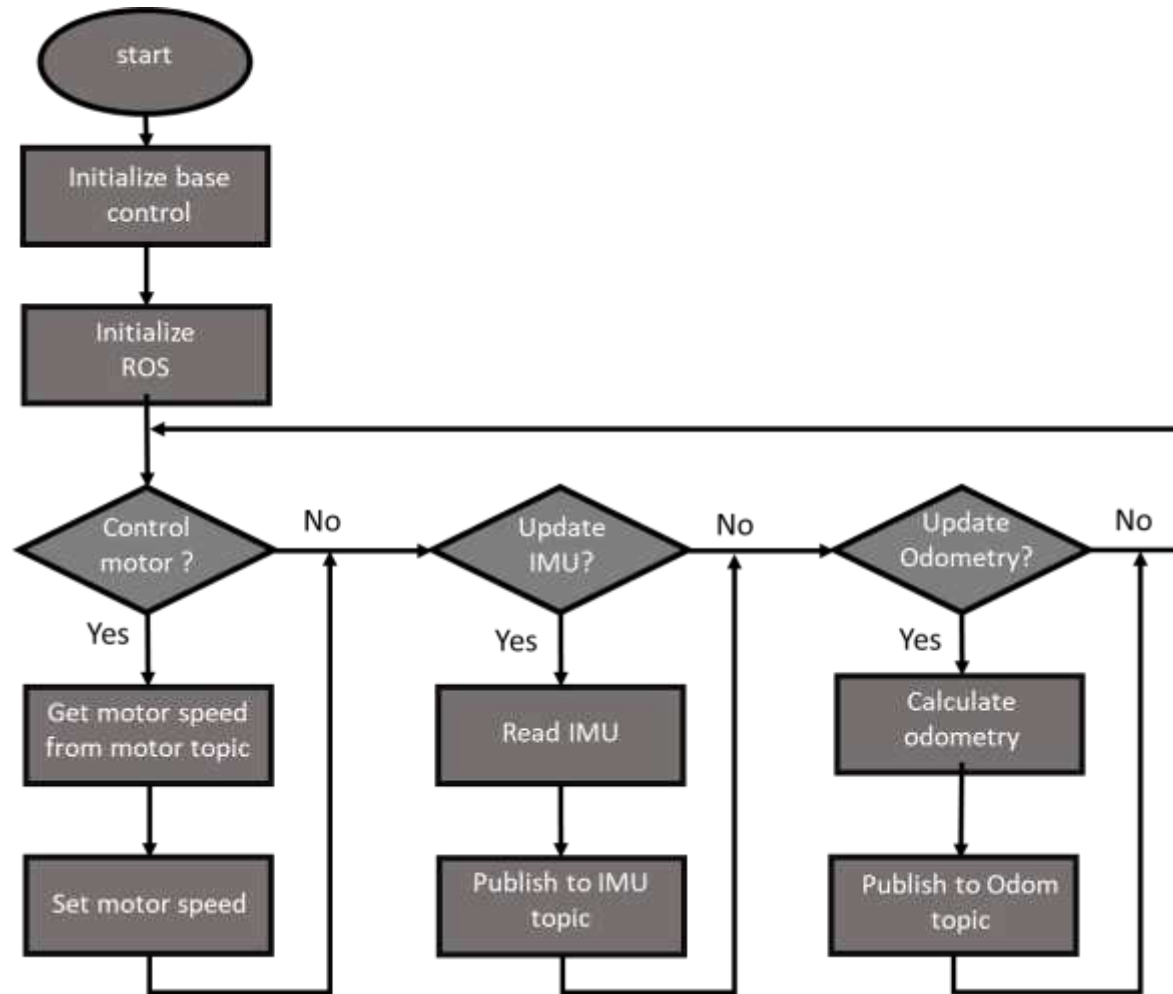 start
Initialize base
control
Initialize
ROS
Control
motor ?
No
Yes
Get motor speed
from motor topic
Set motor speed
Update
IMU?
No
Yes
Read IMU
Publish to IMU
topic
Update
Odometry?
No
Yes
Calculate
odometry
Publish to Odom
topic